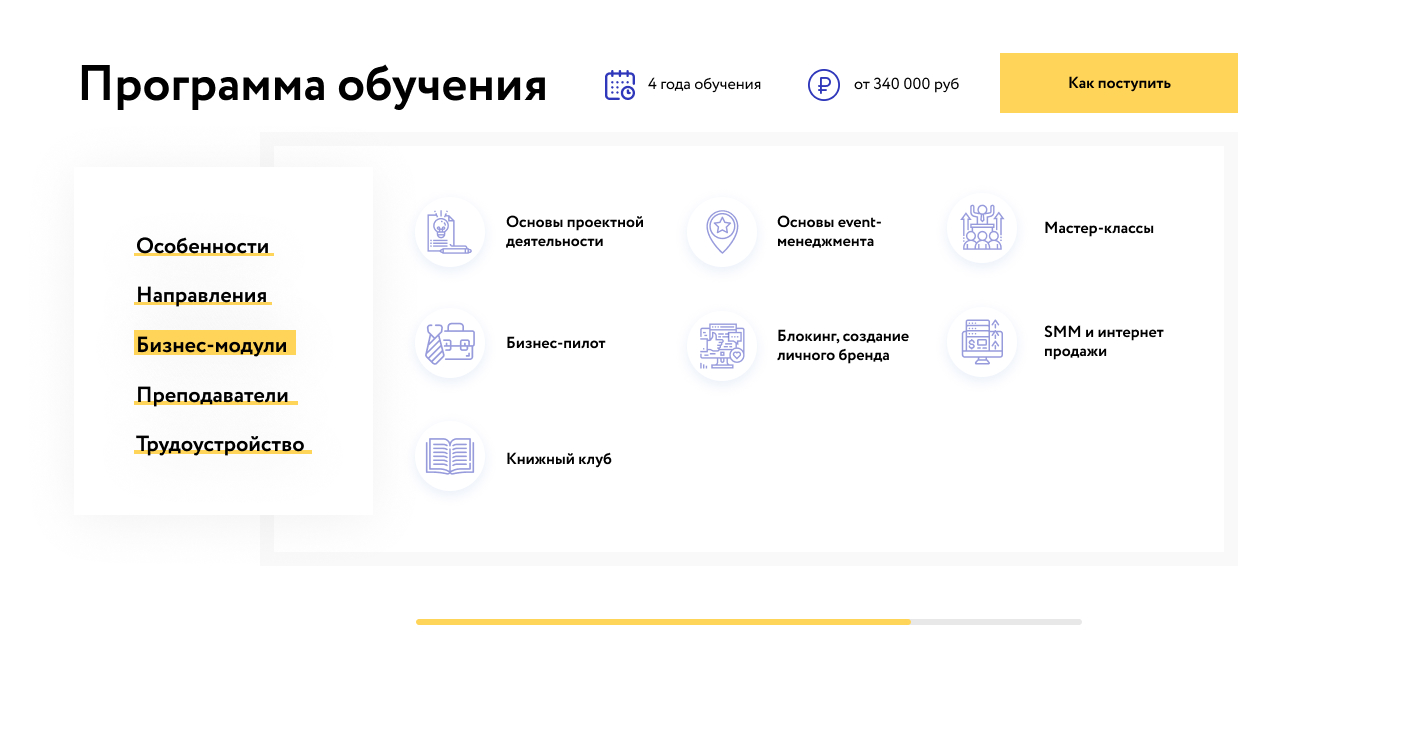 Программа обучения
4 года обучения
от 340 000 руб
Как поступить
Особенности
Направления
Бизнес-модули
Преподаватели
Трудоустройство
Основы проектной
деятельности
Основы event-
менеджмента
Мастер-классы
Бизнес-пилот
Блокинг, создание
личного бренда
SMM и интернет
продажи
Книжный клуб